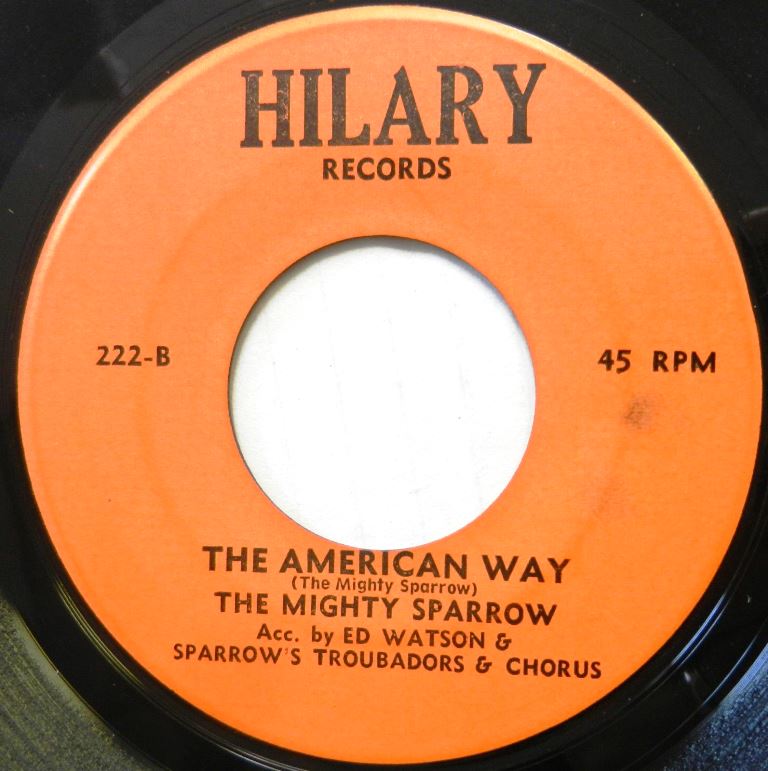 HILARY
RECORDS
222-B
45 RPM
THE AMERICAN WAY
(The Mighty Sparrow)
THE MIGHTY SPARROW
Acc. by ED WATSON &
SPARROW'S TROUBADORS & CHORUS